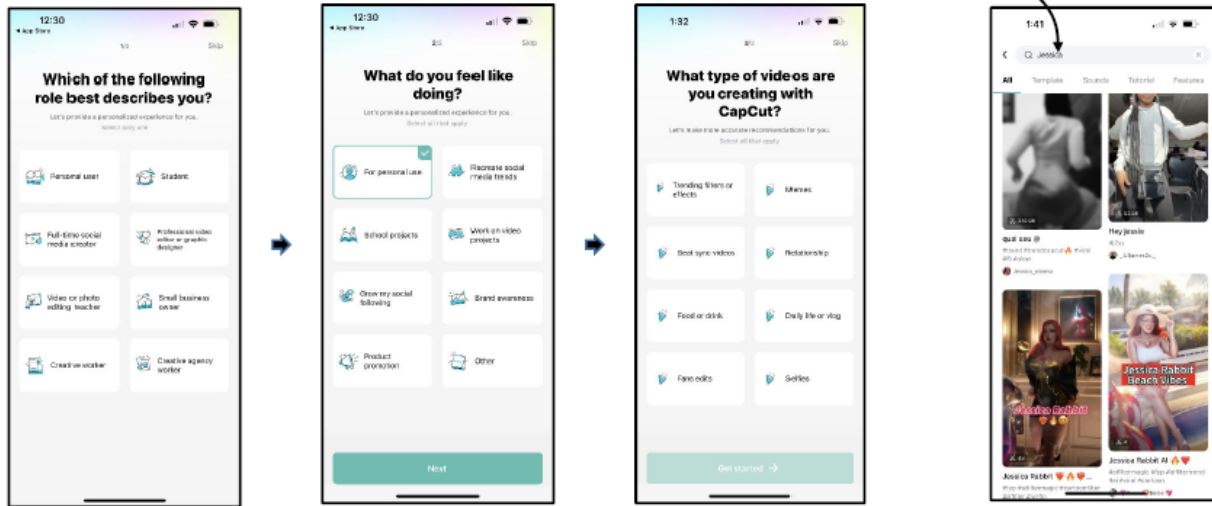 12:30
App Store
Skip
Which of the following
role best describes you?
Let's provide a personalized experience for you.
Select only one
Personal user
Student
Full-time social
media creator
Professional video
editor or graphic
designer
Video or photo
editing teacher
Small business
owner
Creative worker
Creative agency
worker
12:30
App Store
Skip
What do you feel like
doing?
Let's provide a personalized experience for you.
Select all that apply
For personal use
Recreate social
media trends
School projects
Work on video
projects
Grow my social
following
Brand awareness
Product
promotion
Other
Next
1:32
Skip
What type of videos are
you creating with
CapCut?
Let's make more accurate recommendations for you.
Select all that apply
Trending filters or
effects
Memes
Beat sync videos
Relationship
Food or drink
Daily life or vlog
Fans edits
Selfies
Get started →
1:41
Jessica
All
Template
Sounds
Tutorial
Features
Hey jessie
Jessica Rabbit
Jessica Rabbit
Beach Vibes
Jessica Rabbit
Jessica Rabbit AI